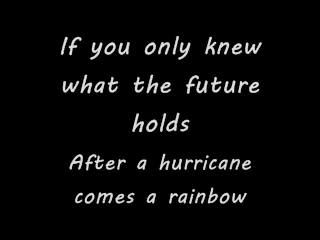 If you only knew
what the future
holds
After a hurricane
comes a rainbow